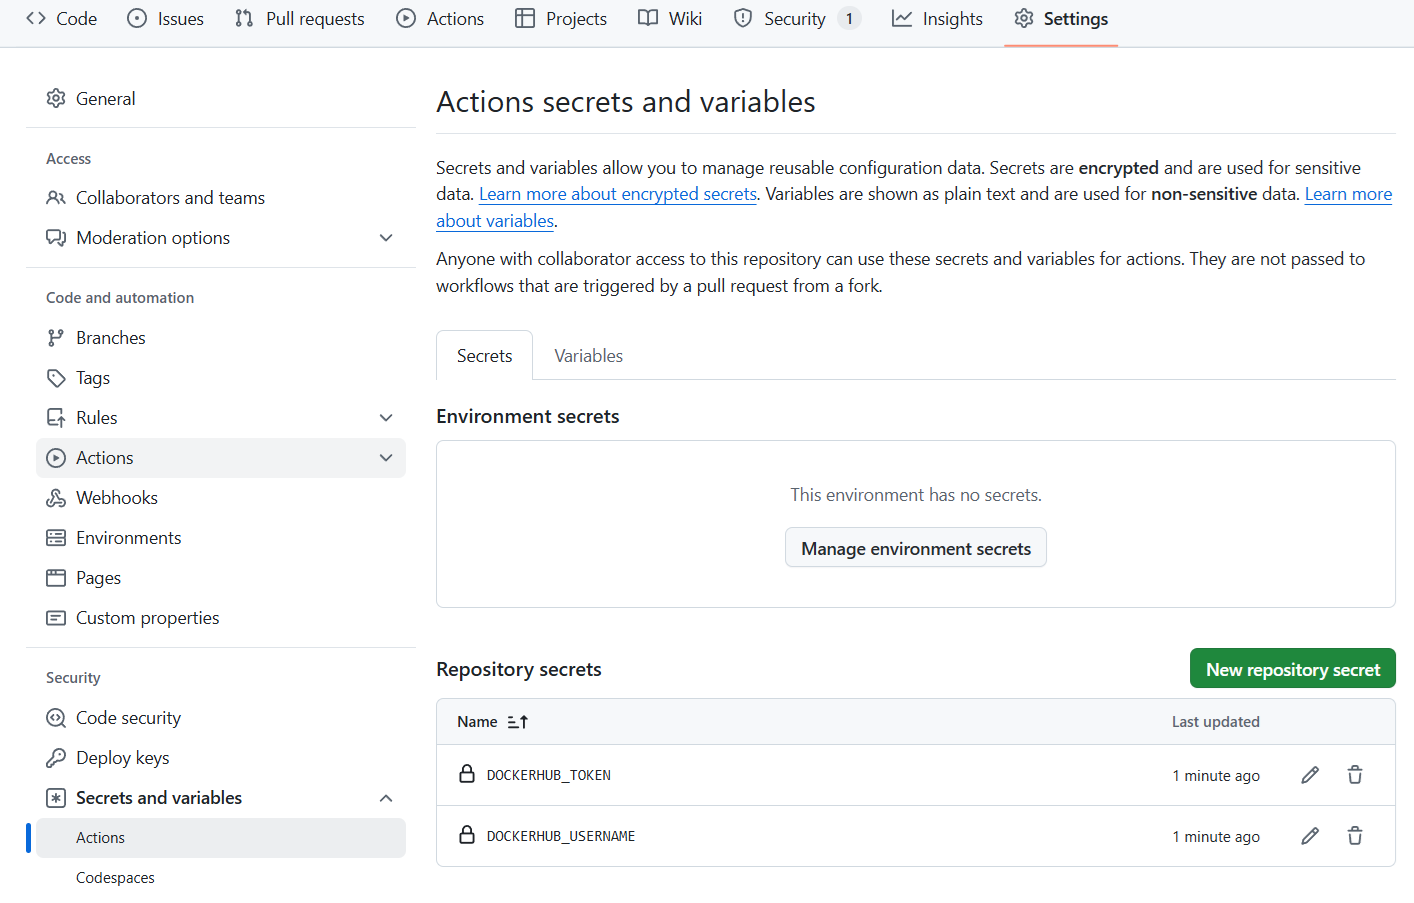 Code Issues Pull requests Actions Projects Wiki Security 1 Insights Settings
General
Access
Collaborators and teams
Moderation options
Code and automation
Branches
Tags
Rules
Actions
Webhooks
Environments
Pages
Custom properties
Security
Code security
Deploy keys
Secrets and variables
Actions
Codespaces
Actions secrets and variables
Secrets and variables allow you to manage reusable configuration data. Secrets are encrypted and are used for sensitive
data. Learn more about encrypted secrets. Variables are shown as plain text and are used for non-sensitive data. Learn more
about variables.
Anyone with collaborator access to this repository can use these secrets and variables for actions. They are not passed to
workflows that are triggered by a pull request from a fork.
Secrets Variables
Environment secrets
This environment has no secrets.
Manage environment secrets
Repository secrets New repository secret
Name Last updated
DOCKERHUB_TOKEN 1 minute ago
DOCKERHUB_USERNAME 1 minute ago